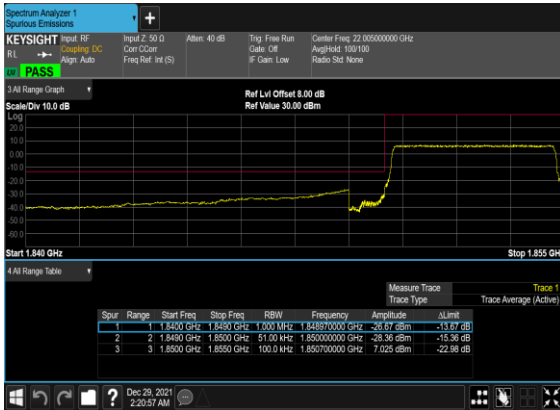 Spectrum Analyzer 1
Spurious Emissions
+
KEYSIGHT Input: RF Input Z: 50 Ω Atten: 40 dB Trig: Free Run Center Freq: 22.005000000 GHz
RL Coupling: DC Corr CCorr Gate: Off Avg|Hold: 100/100
Align: Auto Freq Ref: Int (S) IF Gain: Low Radio Std: None
PASS
3 All Range Graph
Ref Lvl Offset 8.00 dB
Scale/Div 10.0 dB Ref Value 30.00 dBm
Log
20.0
10.0
0.00
-10.0
-20.0
-30.0
-40.0
-50.0
-60.0
Start 1.840 GHz Stop 1.855 GH
4 All Range Table
Measure Trace Trace 1
Trace Type Trace Average (Active)
Spur Range Start Freq Stop Freq RBW Frequency Amplitude ΔLimit
1 1 1.8400 GHz 1.8490 GHz 1.000 MHz 1.848970000 GHz -26.67 dBm -13.67 dB
2 2 1.8490 GHz 1.8500 GHz 51.00 kHz 1.850000000 GHz -28.36 dBm -15.36 dB
3 3 1.8500 GHz 1.8550 GHz 100.0 kHz 1.850700000 GHz 7.025 dBm -22.98 dB
? Dec 29, 2021
2:20:57 AM